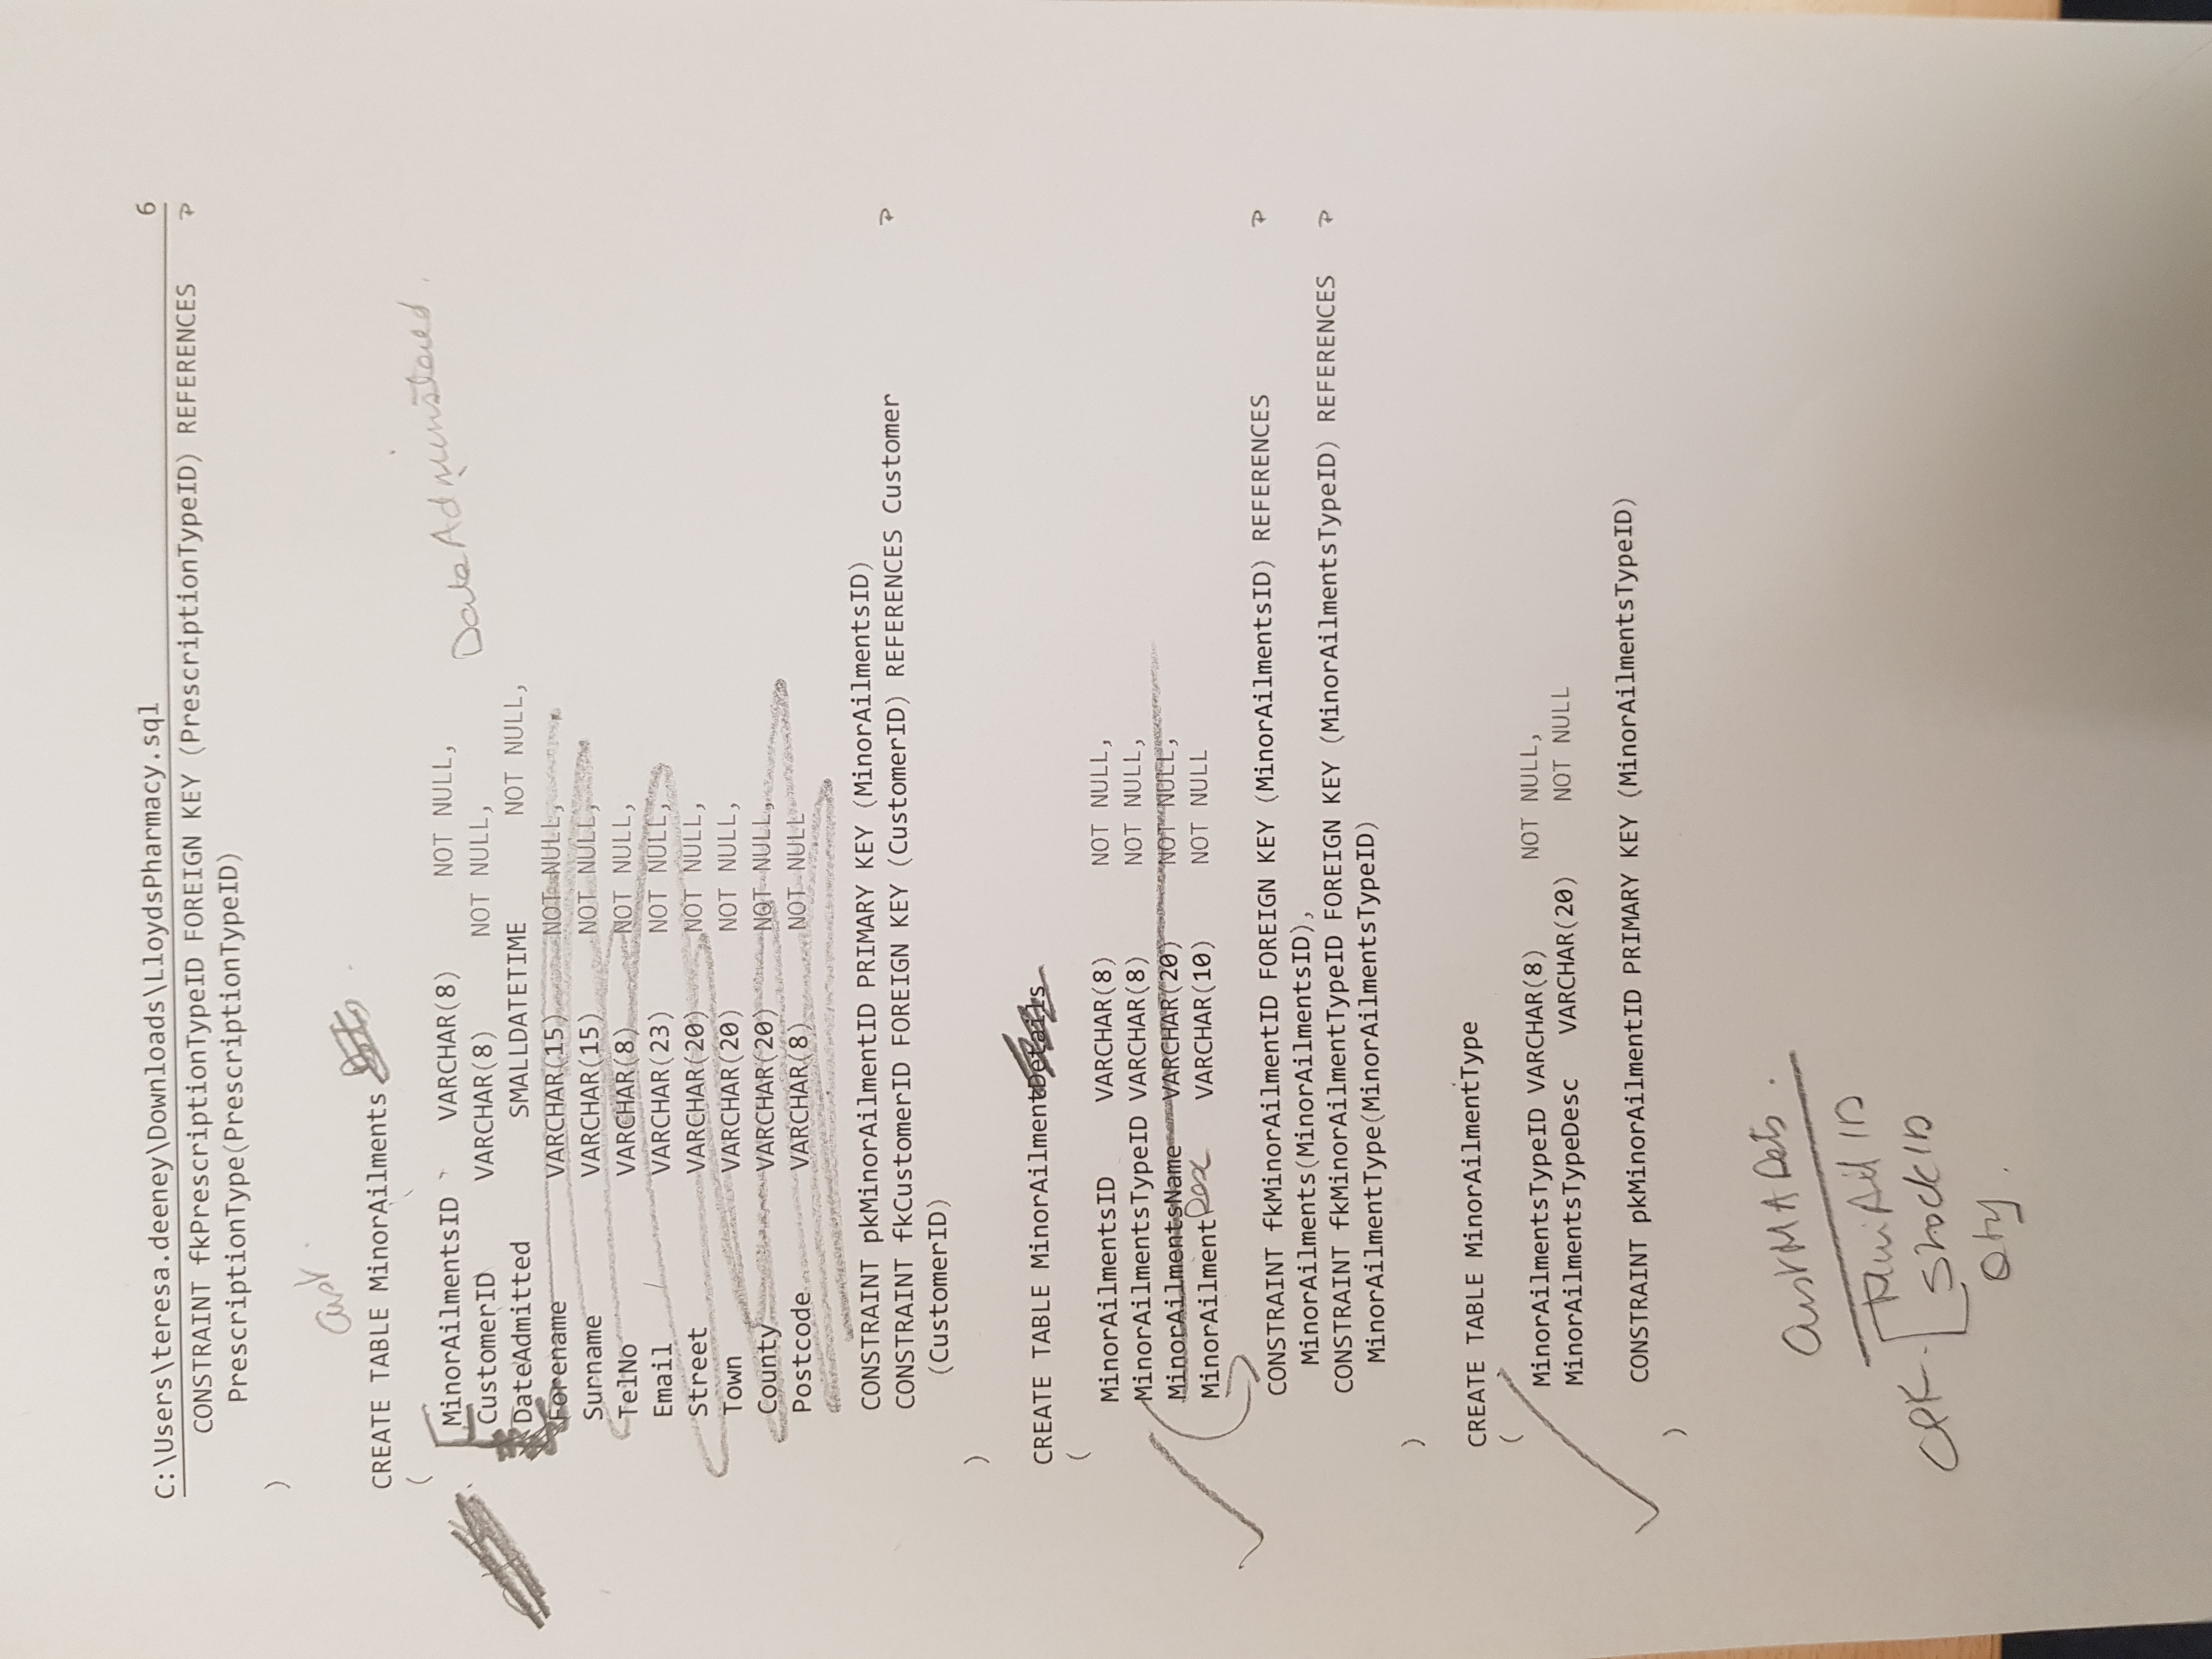 C:\Users\teresa.deeney\Downloads\LloydsPharmacy.sql 6
CONSTRAINT fkPrescriptionTypeID FOREIGN KEY (PrescriptionTypeID) REFERENCES
PrescriptionType(PrescriptionTypeID)
)
Cust.
CREATE TABLE MinorAilments
(
MinorAilmentsID VARCHAR(8) NOT NULL,
DateAdministered.
CustomerID VARCHAR(8) NOT NULL,
DateAdmitted SMALLDATETIME NOT NULL,
Forename VARCHAR(15) NOT NULL,
Surname VARCHAR(15) NOT NULL,
TelNo VARCHAR(8) NOT NULL,
Email VARCHAR(23) NOT NULL,
Street VARCHAR(20) NOT NULL,
Town VARCHAR(20) NOT NULL,
County VARCHAR(20) NOT NULL,
Postcode VARCHAR(8) NOT NULL
CONSTRAINT pkMinorAilmentID PRIMARY KEY (MinorAilmentsID)
CONSTRAINT fkCustomerID FOREIGN KEY (CustomerID) REFERENCES Customer
(CustomerID)
)
CREATE TABLE MinorAilmentDetails
(
MinorAilmentsID VARCHAR(8) NOT NULL,
MinorAilmentsTypeID VARCHAR(8) NOT NULL,
MinorAilmentsName VARCHAR(20) NOT NULL,
MinorAilmentDesc VARCHAR(10) NOT NULL
CONSTRAINT fkMinorAilmentID FOREIGN KEY (MinorAilmentsID) REFERENCES
MinorAilments(MinorAilmentsID),
CONSTRAINT fkMinorAilmentTypeID FOREIGN KEY (MinorAilmentsTypeID) REFERENCES
MinorAilmentType(MinorAilmentsTypeID)
)
CREATE TABLE MinorAilmentType
(
MinorAilmentsTypeID VARCHAR(8) NOT NULL,
MinorAilmentsTypeDesc VARCHAR(20) NOT NULL
CONSTRAINT pkMinorAilmentID PRIMARY KEY (MinorAilmentsTypeID)
)
CustMADets.
MinAilID
CPK. StockID
Qty.